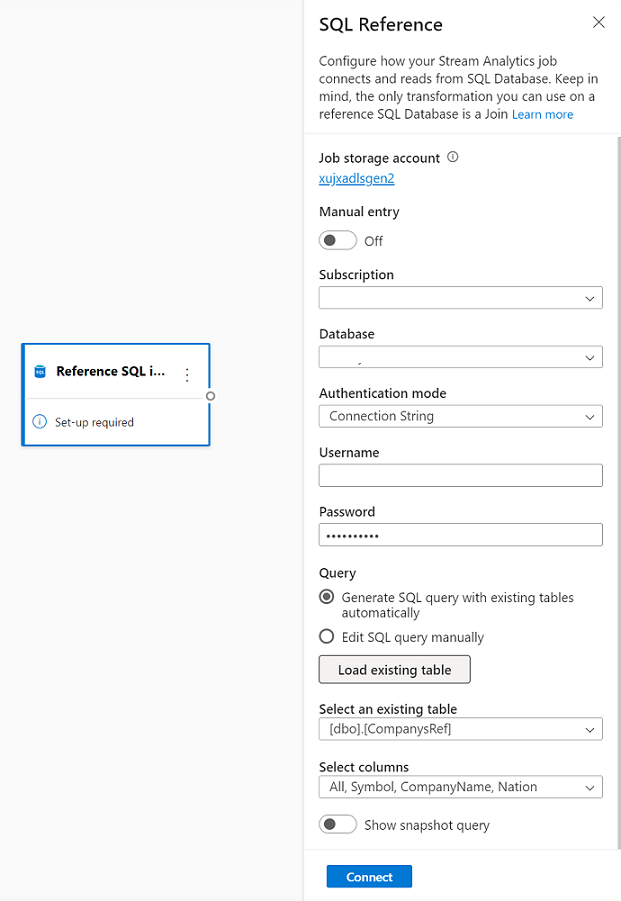 SQL Reference
Configure how your Stream Analytics job
connects and reads from SQL Database. Keep in
mind, the only transformation you can use on a
reference SQL Database is a Join Learn more
Job storage account
xujxadlsgen2
Manual entry
Off
Subscription
Database
Authentication mode
Connection String
Username
Password
••••••••••
Query
Generate SQL query with existing tables
automatically
Edit SQL query manually
Load existing table
Select an existing table
[dbo].[CompanysRef]
Select columns
All, Symbol, CompanyName, Nation
Show snapshot query
Connect
SQL
Reference SQL i...
Set-up required